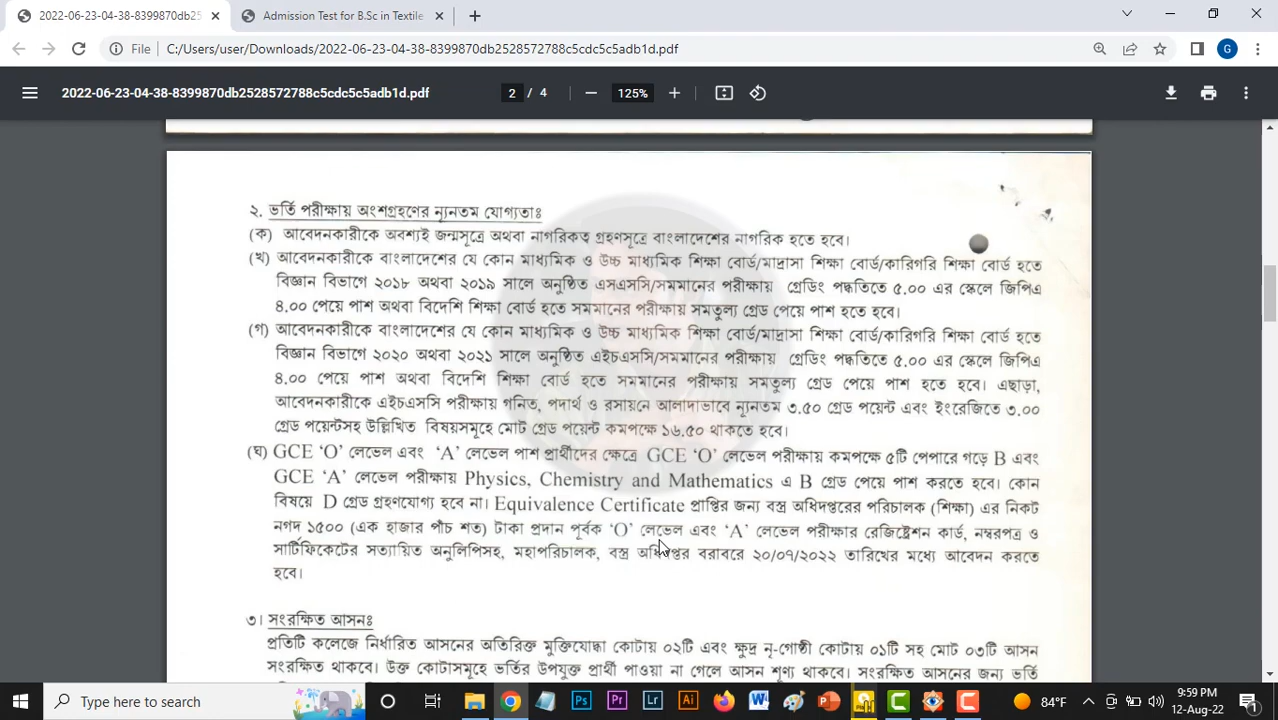 2022-06-23-04-38-8399870db25
Admission Test for B.Sc in Textile
File
C:/Users/user/Downloads/2022-06-23-04-38-8399870db2528572788c5cdc5c5adb1d.pdf
G
2022-06-23-04-38-8399870db2528572788c5cdc5c5adb1d.pdf
2 / 4
125%
২. ভর্তি পরীক্ষায় অংশগ্রহণের ন্যূনতম যোগ্যতাঃ
(ক) আবেদনকারীকে অবশ্যই জন্মসূত্রে অথবা নাগরিকত্ব গ্রহণসূত্রে বাংলাদেশের নাগরিক হতে হবে।
(খ) আবেদনকারীকে বাংলাদেশের যে কোন মাধ্যমিক ও উচ্চ মাধ্যমিক শিক্ষা বোর্ড/মাদ্রাসা শিক্ষা বোর্ড/কারিগরি শিক্ষা বোর্ড হতে
বিজ্ঞান বিভাগে ২০১৮ অথবা ২০১৯ সালে অনুষ্ঠিত এসএসসি/সমমানের পরীক্ষায় গ্রেডিং পদ্ধতিতে ৫.০০ এর স্কেলে জিপিএ
৪.০০ পেয়ে পাশ অথবা বিদেশি শিক্ষা বোর্ড হতে সমমানের পরীক্ষায় সমতুল্য গ্রেড পেয়ে পাশ হতে হবে।
(গ) আবেদনকারীকে বাংলাদেশের যে কোন মাধ্যমিক ও উচ্চ মাধ্যমিক শিক্ষা বোর্ড/মাদ্রাসা শিক্ষা বোর্ড/কারিগরি শিক্ষা বোর্ড হতে
বিজ্ঞান বিভাগে ২০২০ অথবা ২০২১ সালে অনুষ্ঠিত এইচএসসি/সমমানের পরীক্ষায় গ্রেডিং পদ্ধতিতে ৫.০০ এর স্কেলে জিপিএ
৪.০০ পেয়ে পাশ অথবা বিদেশি শিক্ষা বোর্ড হতে সমমানের পরীক্ষায় সমতুল্য গ্রেড পেয়ে পাশ হতে হবে। এছাড়া,
আবেদনকারীকে এইচএসসি পরীক্ষায় গনিত, পদার্থ ও রসায়নে আলাদাভাবে ন্যূনতম ৩.৫০ গ্রেড পয়েন্ট এবং ইংরেজিতে ৩.০০
গ্রেড পয়েন্টসহ উল্লিখিত বিষয়সমূহে মোট গ্রেড পয়েন্ট কমপক্ষে ১৬.৫০ থাকতে হবে।
(ঘ) GCE ‘O’ লেভেল এবং ‘A’ লেভেল পাশ প্রার্থীদের ক্ষেত্রে GCE ‘O’ লেভেল পরীক্ষায় কমপক্ষে ৫টি পেপারে গড়ে B এবং
GCE ‘A’ লেভেল পরীক্ষায় Physics, Chemistry and Mathematics এ B গ্রেড পেয়ে পাশ করতে হবে। কোন
বিষয়ে D গ্রেড গ্রহণযোগ্য হবে না। Equivalence Certificate প্রাপ্তির জন্য বস্ত্র অধিদপ্তরের পরিচালক (শিক্ষা) এর নিকট
নগদ ১৫০০ (এক হাজার পাঁচ শত) টাকা প্রদান পূর্বক ‘O’ লেভেল এবং ‘A’ লেভেল পরীক্ষার রেজিষ্ট্রেশন কার্ড, নম্বরপত্র ও
সার্টিফিকেটের সত্যায়িত অনুলিপিসহ, মহাপরিচালক, বস্ত্র অধিদপ্তর বরাবরে ২০/০৭/২০২২ তারিখের মধ্যে আবেদন করতে
হবে।
৩। সংরক্ষিত আসনঃ
প্রতিটি কলেজে নির্ধারিত আসনের অতিরিক্ত মুক্তিযোদ্ধা কোটায় ০২টি এবং ক্ষুদ্র নৃ-গোষ্ঠী কোটায় ০১টি সহ মোট ০৩টি আসন
সংরক্ষিত থাকবে। উক্ত কোটাসমূহে ভর্তির উপযুক্ত প্রার্থী পাওয়া না গেলে আসন শূণ্য থাকবে। সংরক্ষিত আসনের জন্য ভর্তি
Type here to search
Ps
Pr
Lr
Ai
84°F
9:59 PM
12-Aug-22
1